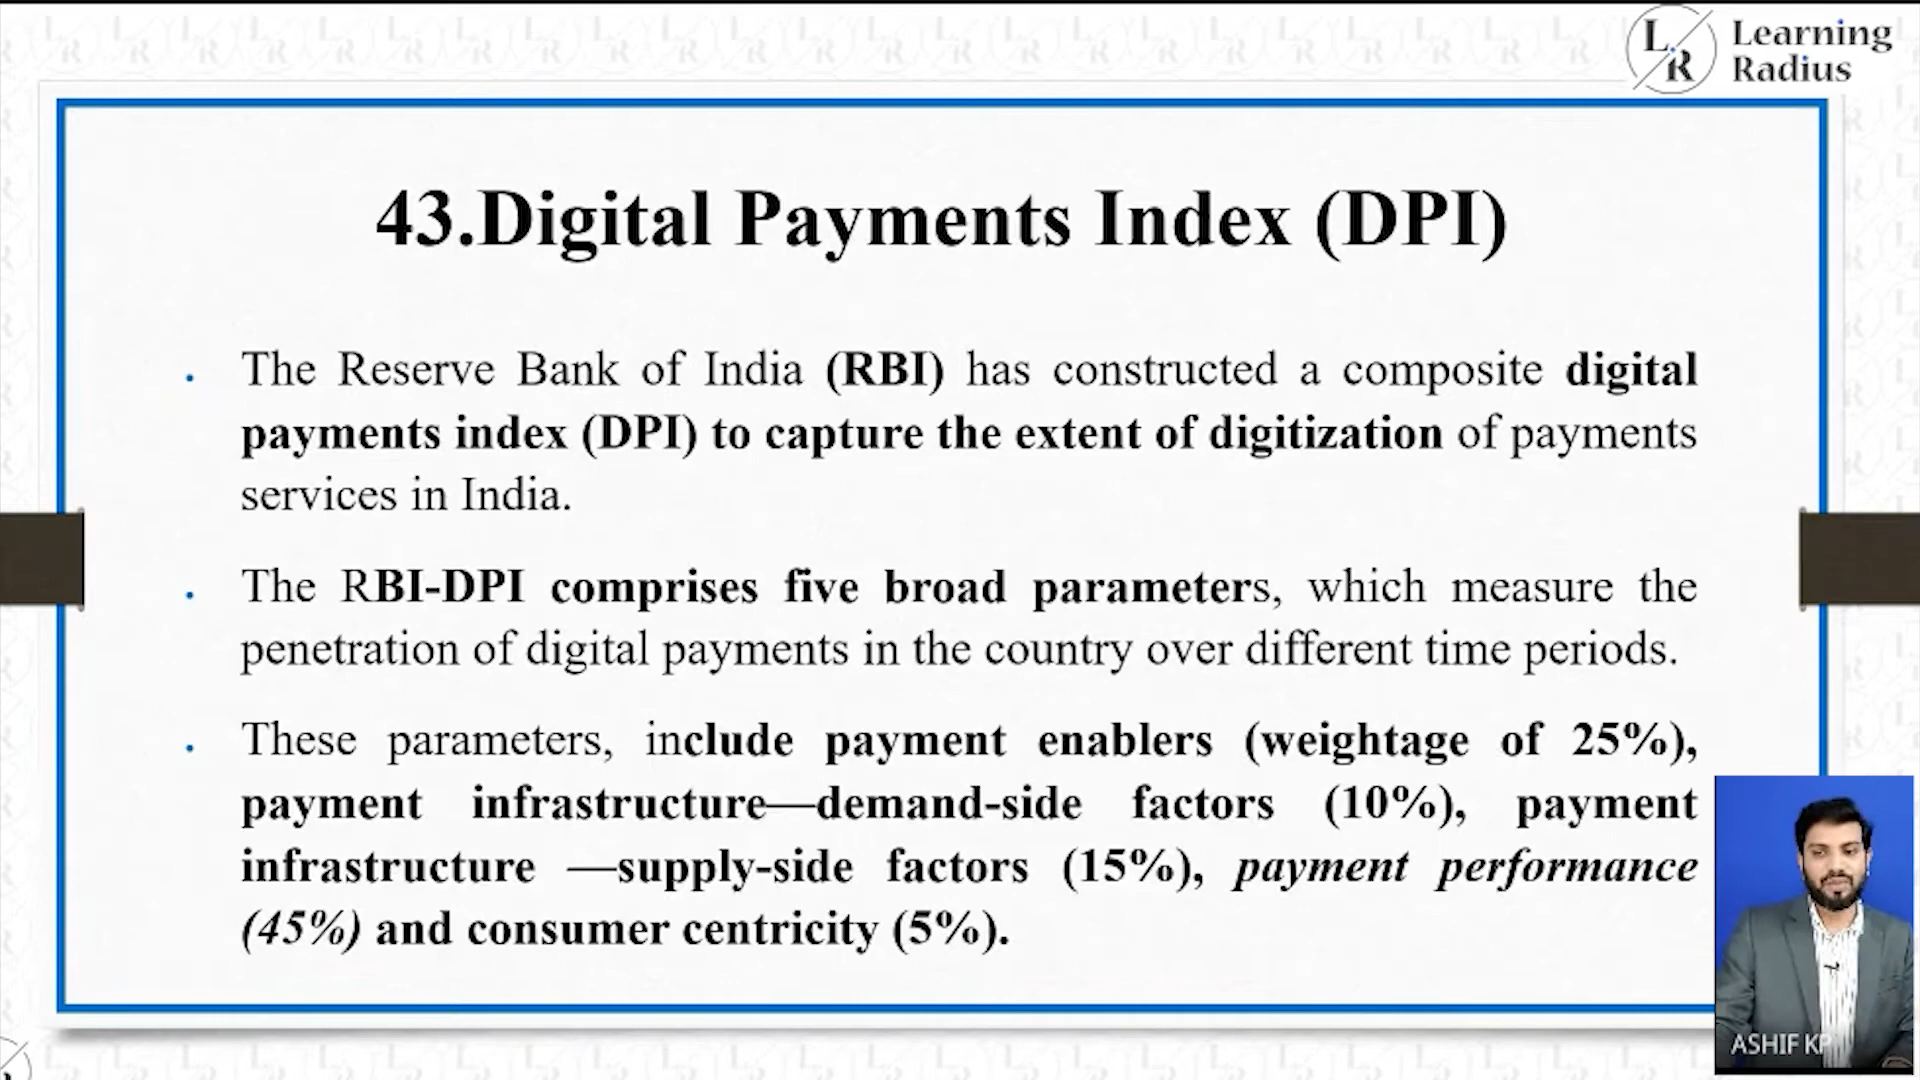 Learning
Radius
43.Digital Payments Index (DPI)
The Reserve Bank of India (RBI) has constructed a composite digital
payments index (DPI) to capture the extent of digitization of payments
services in India.
The RBI-DPI comprises five broad parameters, which measure the
penetration of digital payments in the country over different time periods.
These parameters, include payment enablers (weightage of 25%),
payment infrastructure—demand-side factors (10%), payment
infrastructure —supply-side factors (15%), payment performance
(45%) and consumer centricity (5%).
ASHIF KP